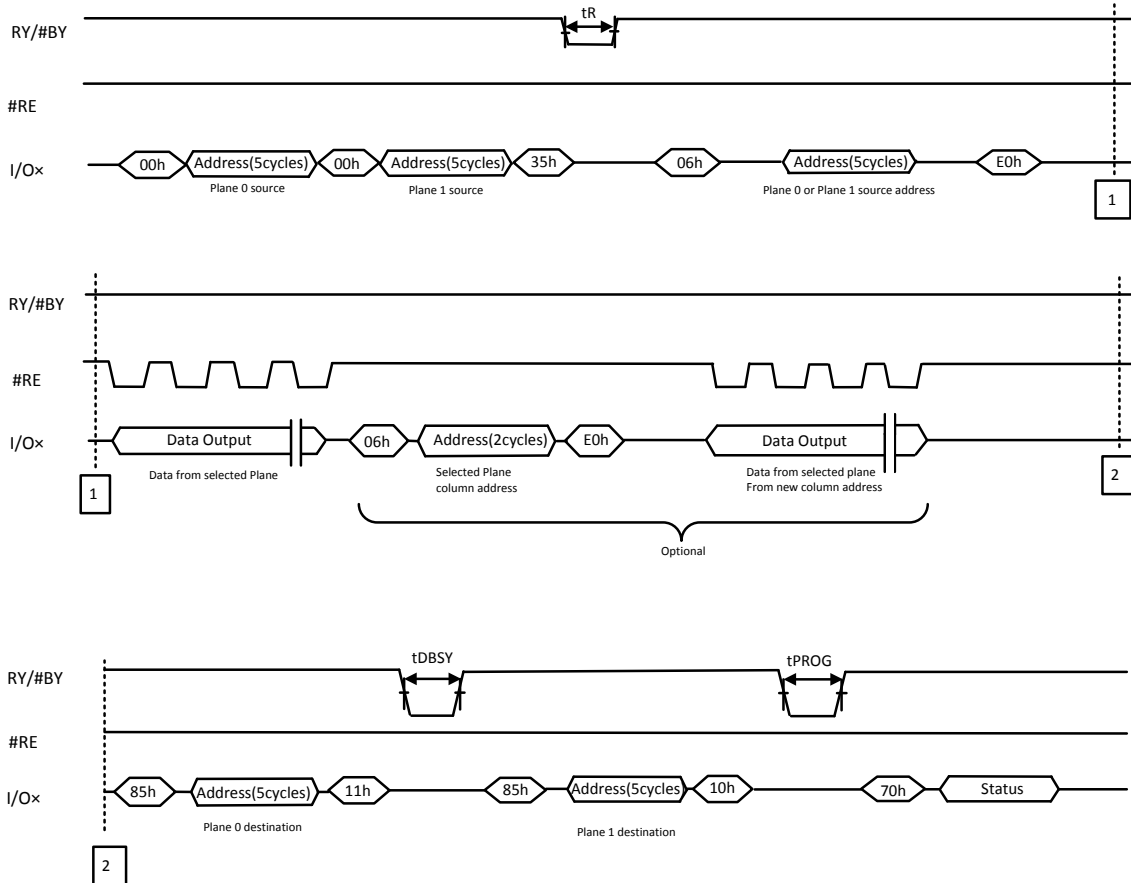 tR
RY/#BY
#RE
I/O×
00h Address(5cycles) 00h Address(5cycles) 35h 06h Address(5cycles) E0h
Plane 0 source Plane 1 source Plane 0 or Plane 1 source address
1
RY/#BY
#RE
I/O×
Data Output 06h Address(2cycles) E0h Data Output
Data from selected Plane
Selected Plane
column address
Data from selected plane
From new column address
1
2
Optional
tDBSY tPROG
RY/#BY
#RE
I/O×
85h Address(5cycles) 11h 85h Address(5cycles 10h 70h Status
Plane 0 destination Plane 1 destination
2